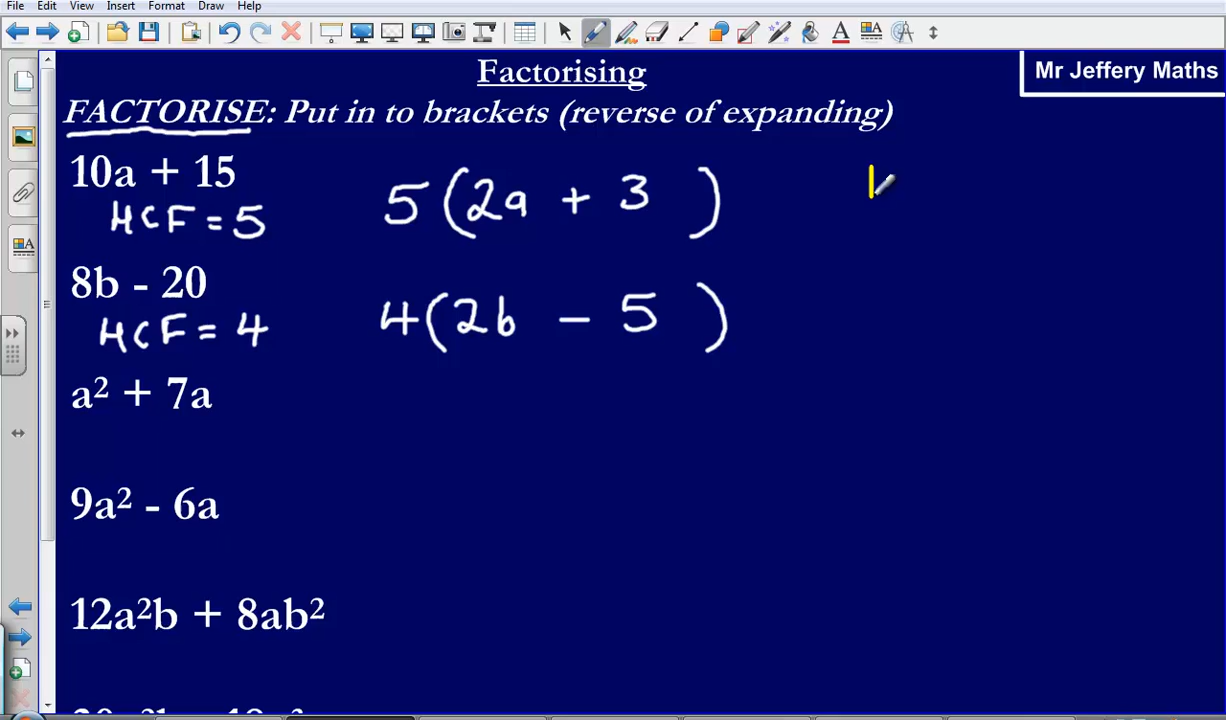 File Edit View Insert Format Draw Help
Factorising
Mr Jeffery Maths
FACTORISE: Put in to brackets (reverse of expanding)
10a + 15
5(2a + 3 )
HCF = 5
8b - 20
4(2b - 5 )
HCF = 4
a² + 7a
9a² - 6a
12a²b + 8ab²